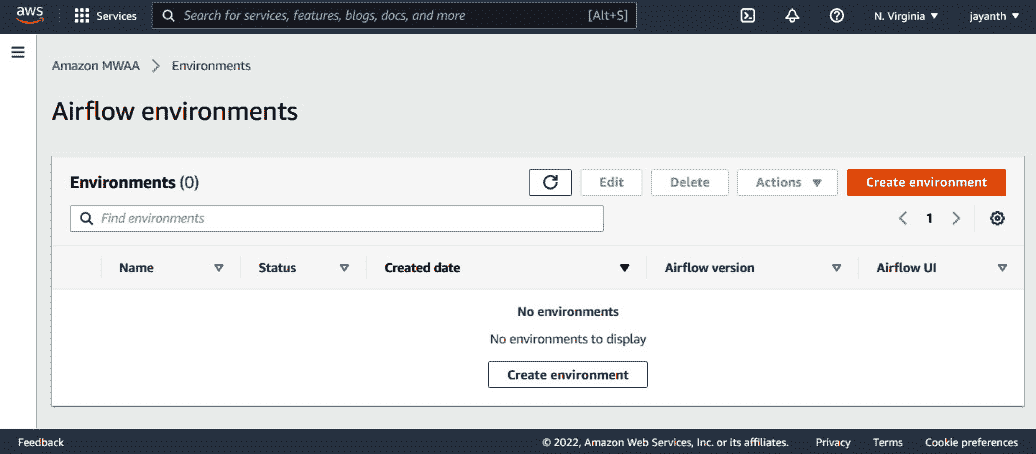 aws Services Search for services, features, blogs, docs, and more [Alt+S] N. Virginia jayanth
Amazon MWAA Environments
Airflow environments
Environments (0) Edit Delete Actions Create environment
Find environments 1
Name Status Created date Airflow version Airflow UI
No environments
No environments to display
Create environment
Feedback © 2022, Amazon Web Services, Inc. or its affiliates. Privacy Terms Cookie preferences